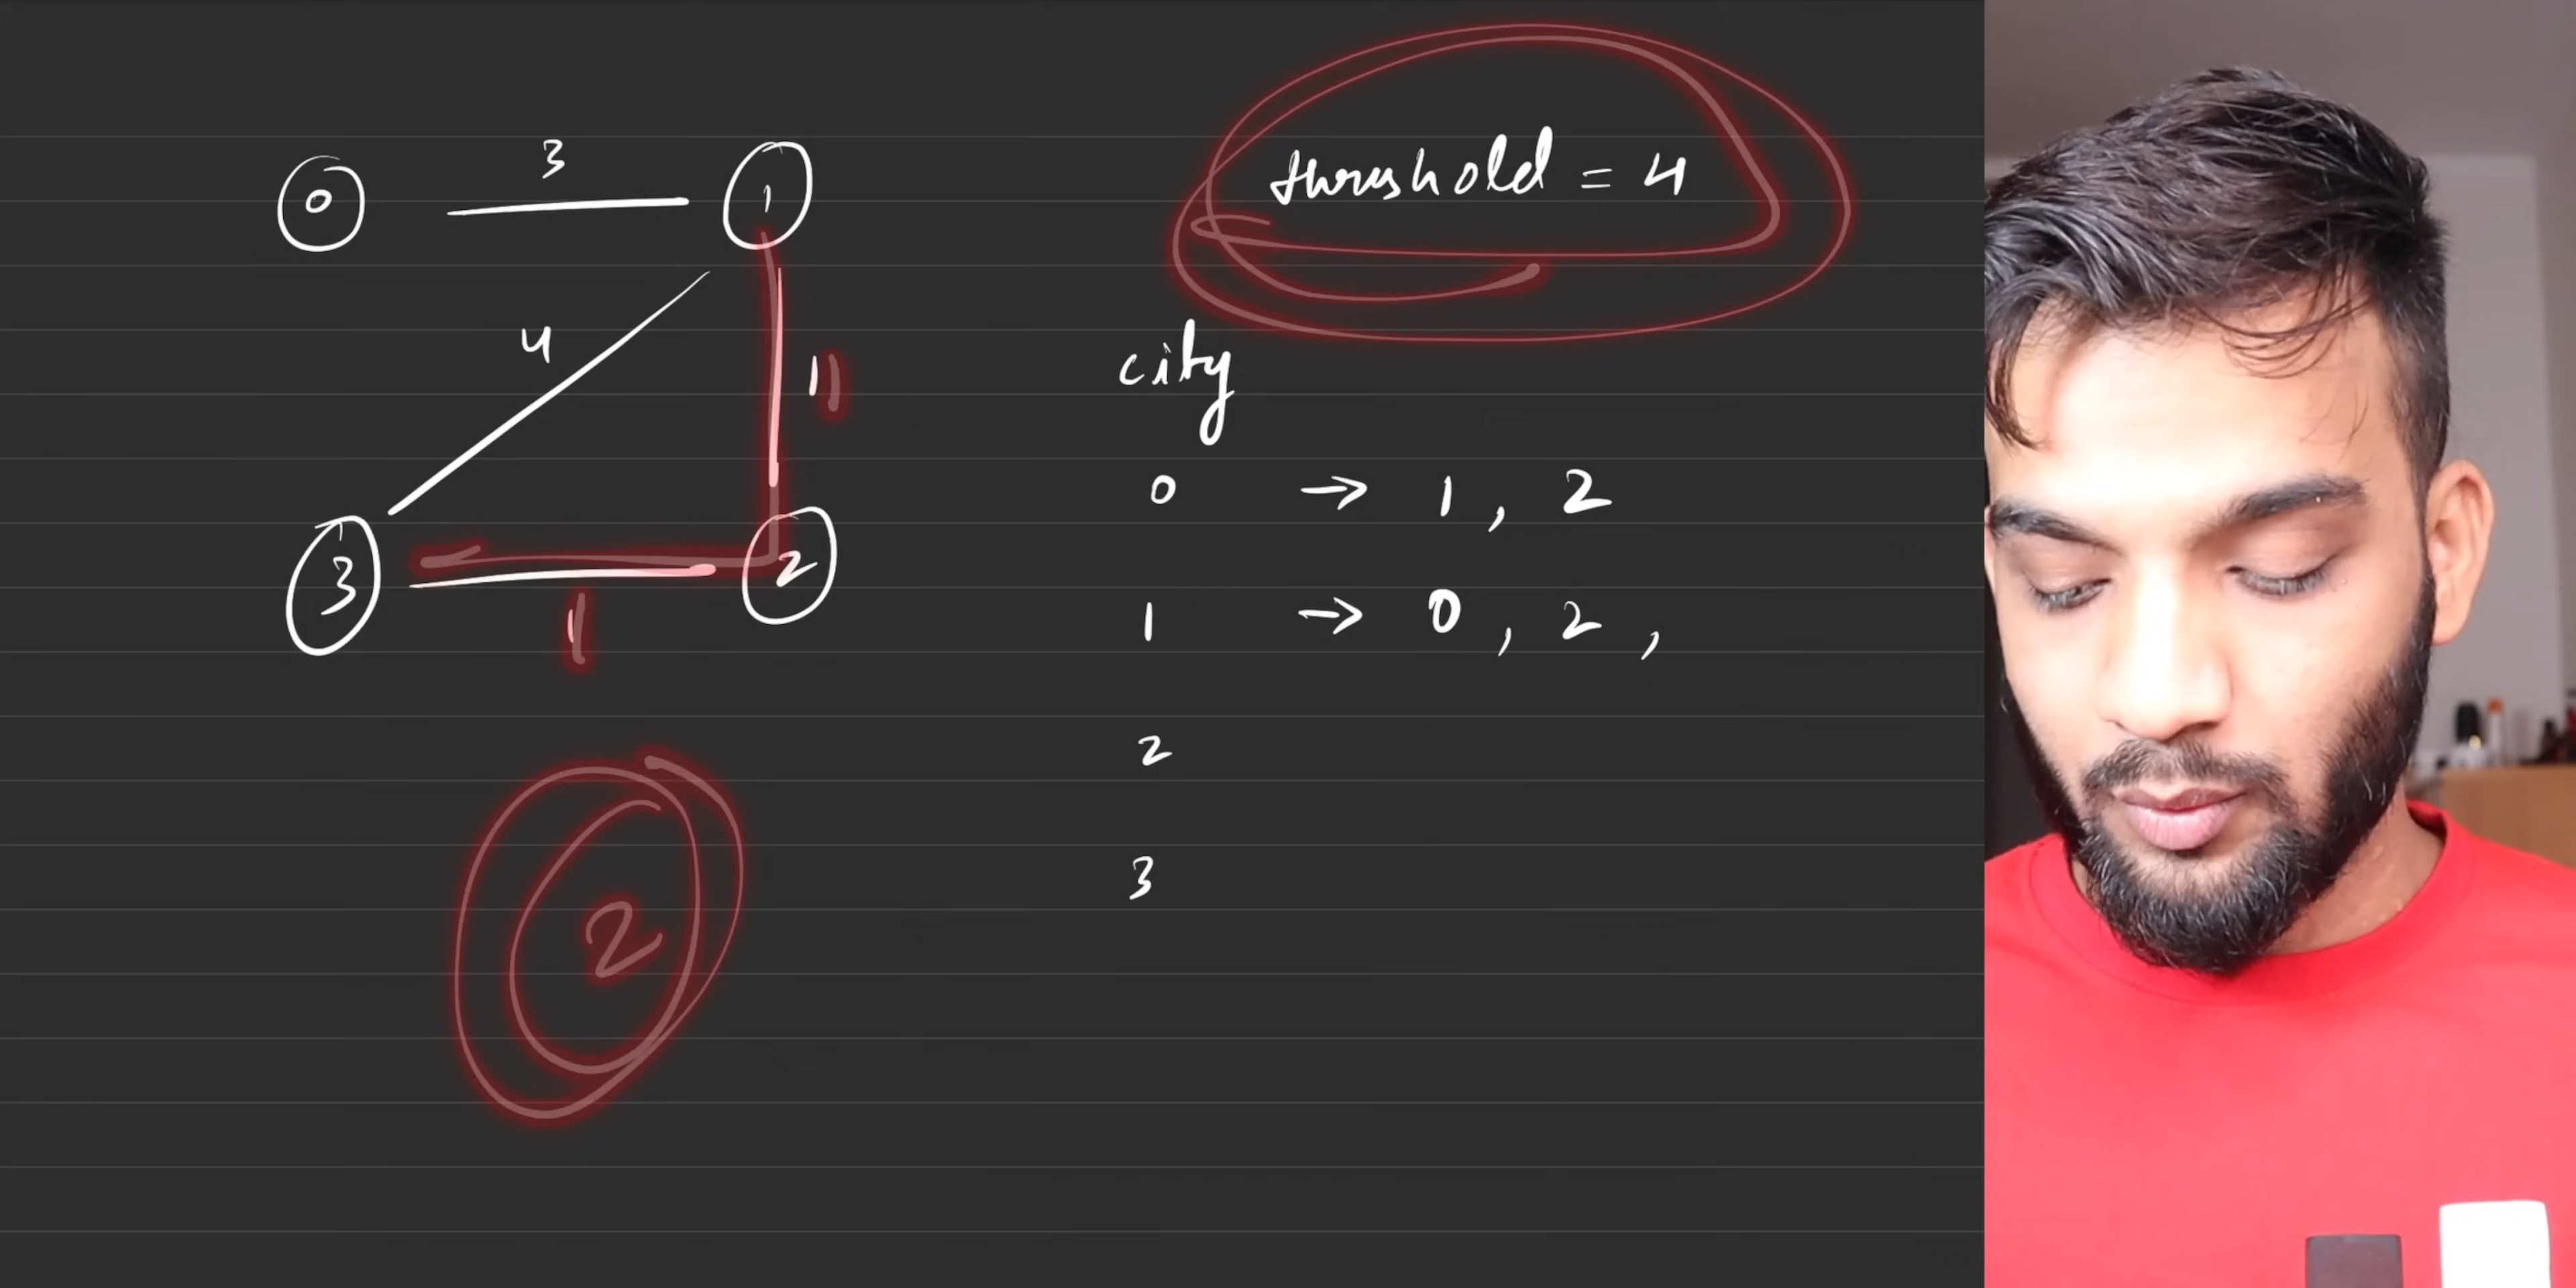 threshold = 4
0 3 1
4 1
3 1 2
2
city
0 → 1, 2
1 → 0, 2,
2
3